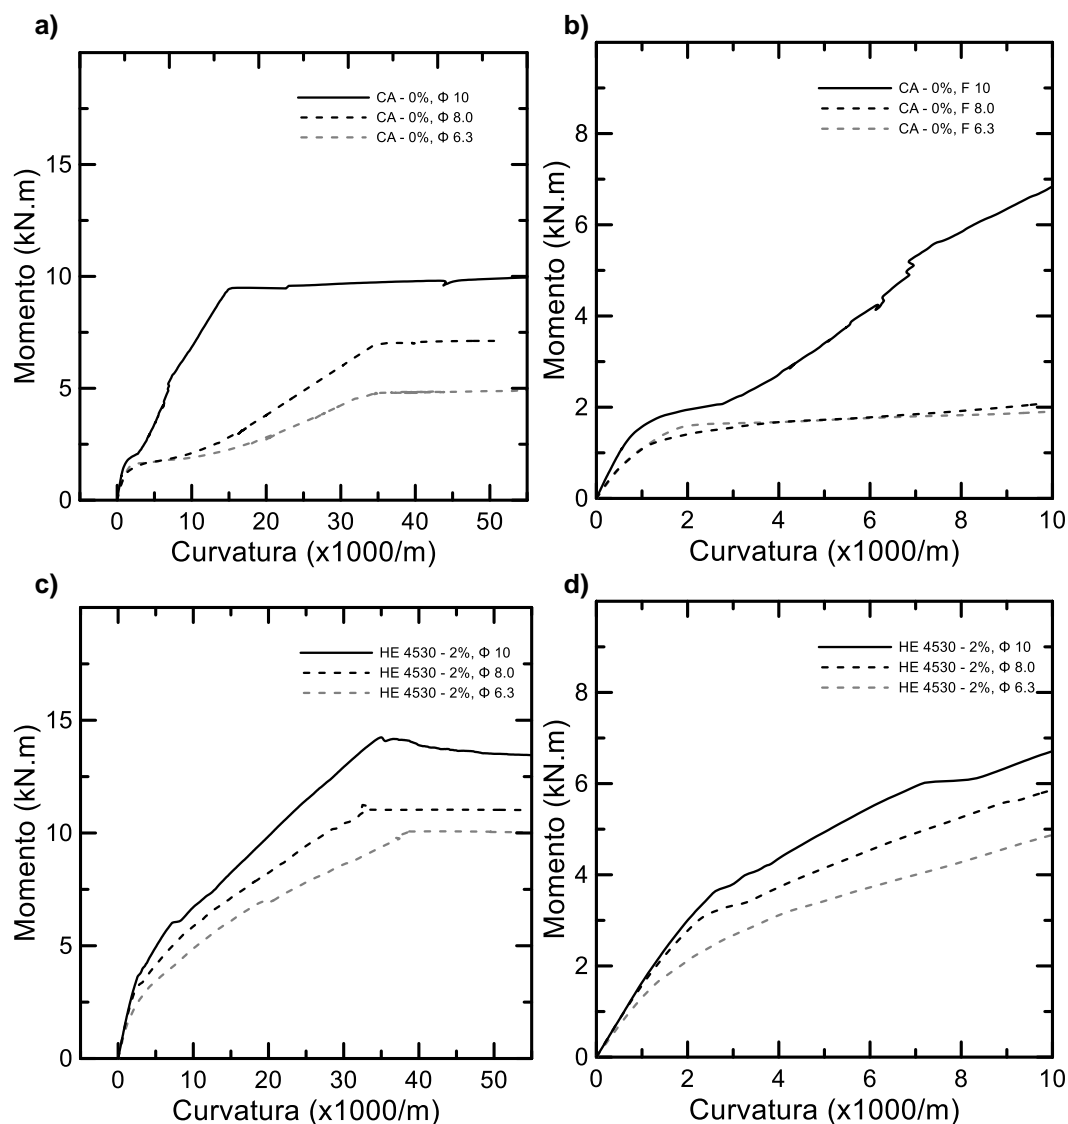 a)
CA - 0%, Φ 10
CA - 0%, Φ 8.0
CA - 0%, Φ 6.3
Momento (kN.m)
15
10
5
0
0 10 20 30 40 50
Curvatura (x1000/m)
b)
CA - 0%, F 10
CA - 0%, F 8.0
CA - 0%, F 6.3
Momento (kN.m)
8
6
4
2
0
0 2 4 6 8 10
Curvatura (x1000/m)
c)
HE 4530 - 2%, Φ 10
HE 4530 - 2%, Φ 8.0
HE 4530 - 2%, Φ 6.3
Momento (kN.m)
15
10
5
0
0 10 20 30 40 50
Curvatura (x1000/m)
d)
HE 4530 - 2%, Φ 10
HE 4530 - 2%, Φ 8.0
HE 4530 - 2%, Φ 6.3
Momento (kN.m)
8
6
4
2
0
0 2 4 6 8 10
Curvatura (x1000/m)